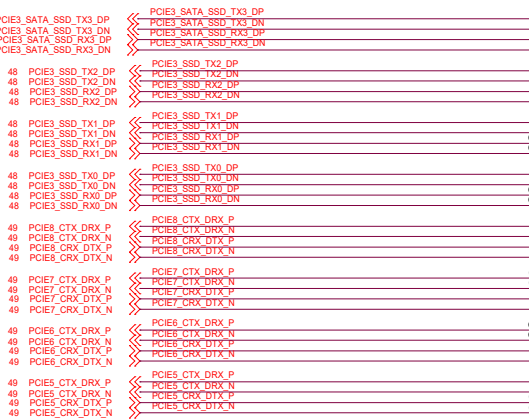 PCIE3_SATA_SSD_TX3_DP PCIE3_SATA_SSD_TX3_DP
PCIE3_SATA_SSD_TX3_DN PCIE3_SATA_SSD_TX3_DN
PCIE3_SATA_SSD_RX3_DP PCIE3_SATA_SSD_RX3_DP
PCIE3_SATA_SSD_RX3_DN PCIE3_SATA_SSD_RX3_DN
48 PCIE3_SSD_TX2_DP PCIE3_SSD_TX2_DP
48 PCIE3_SSD_TX2_DN PCIE3_SSD_TX2_DN
48 PCIE3_SSD_RX2_DP PCIE3_SSD_RX2_DP
48 PCIE3_SSD_RX2_DN PCIE3_SSD_RX2_DN
48 PCIE3_SSD_TX1_DP PCIE3_SSD_TX1_DP
48 PCIE3_SSD_TX1_DN PCIE3_SSD_TX1_DN
48 PCIE3_SSD_RX1_DP PCIE3_SSD_RX1_DP
48 PCIE3_SSD_RX1_DN PCIE3_SSD_RX1_DN
48 PCIE3_SSD_TX0_DP PCIE3_SSD_TX0_DP
48 PCIE3_SSD_TX0_DN PCIE3_SSD_TX0_DN
48 PCIE3_SSD_RX0_DP PCIE3_SSD_RX0_DP
48 PCIE3_SSD_RX0_DN PCIE3_SSD_RX0_DN
49 PCIE8_CTX_DRX_P PCIE8_CTX_DRX_P
49 PCIE8_CTX_DRX_N PCIE8_CTX_DRX_N
49 PCIE8_CRX_DTX_P PCIE8_CRX_DTX_P
49 PCIE8_CRX_DTX_N PCIE8_CRX_DTX_N
49 PCIE7_CTX_DRX_P PCIE7_CTX_DRX_P
49 PCIE7_CTX_DRX_N PCIE7_CTX_DRX_N
49 PCIE7_CRX_DTX_P PCIE7_CRX_DTX_P
49 PCIE7_CRX_DTX_N PCIE7_CRX_DTX_N
49 PCIE6_CTX_DRX_P PCIE6_CTX_DRX_P
49 PCIE6_CTX_DRX_N PCIE6_CTX_DRX_N
49 PCIE6_CRX_DTX_P PCIE6_CRX_DTX_P
49 PCIE6_CRX_DTX_N PCIE6_CRX_DTX_N
49 PCIE5_CTX_DRX_P PCIE5_CTX_DRX_P
49 PCIE5_CTX_DRX_N PCIE5_CTX_DRX_N
49 PCIE5_CRX_DTX_P PCIE5_CRX_DTX_P
49 PCIE5_CRX_DTX_N PCIE5_CRX_DTX_N